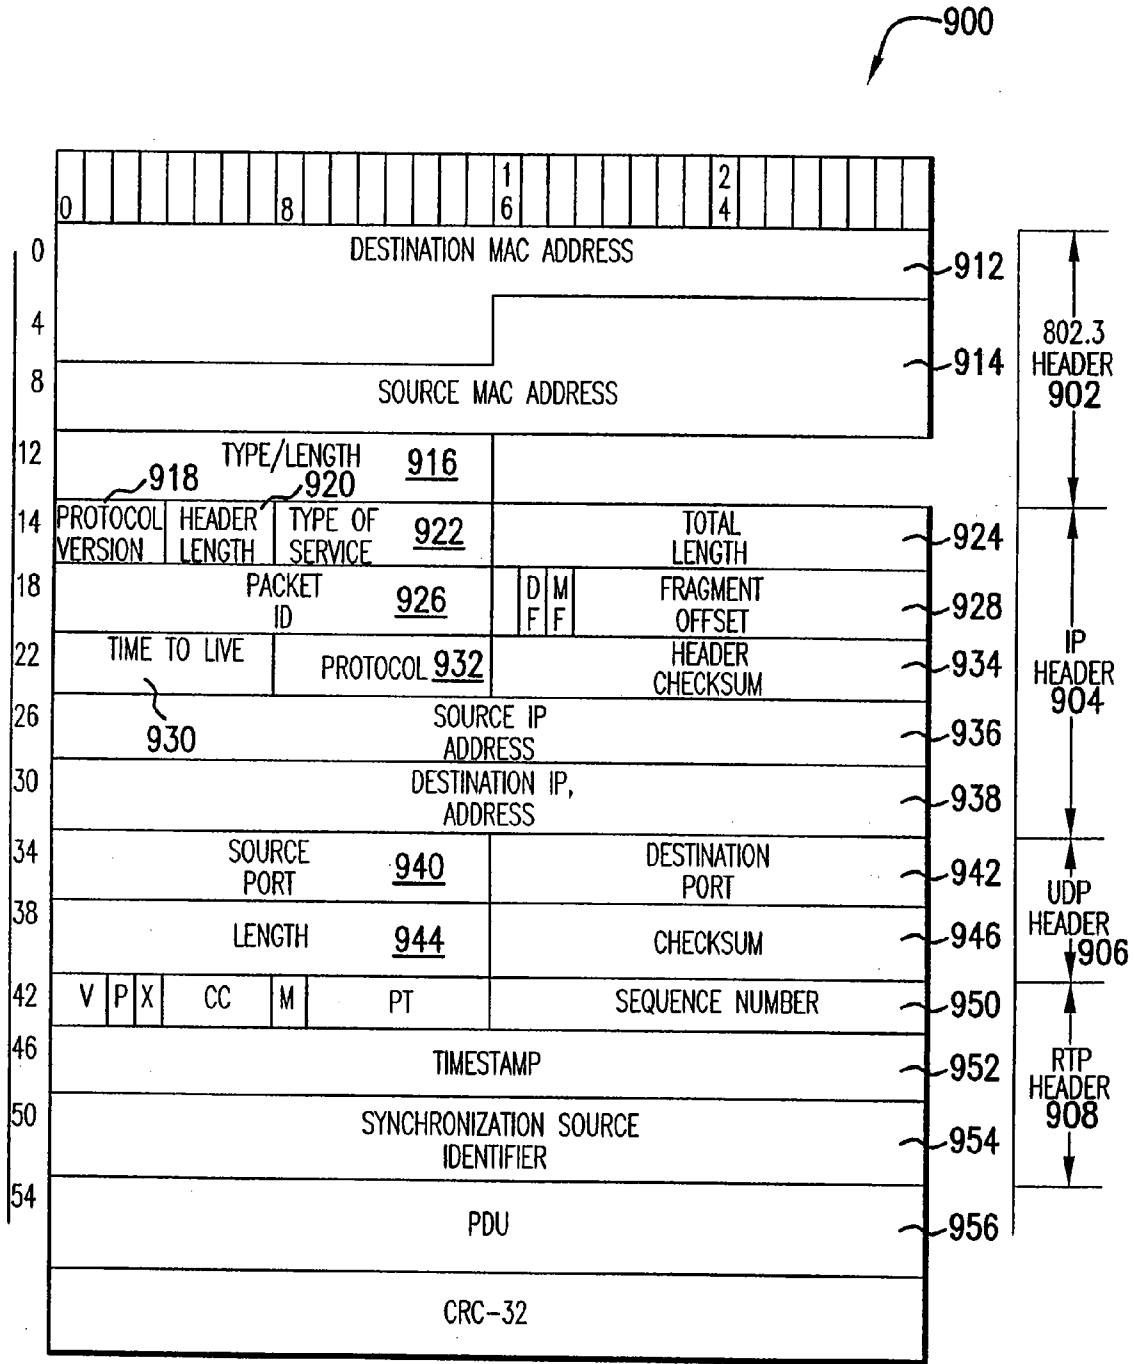 900
0 8 16 24
0 DESTINATION MAC ADDRESS 912
4
802.3
HEADER
902
914
8 SOURCE MAC ADDRESS
12 TYPE/LENGTH 916
918 920
14 PROTOCOL VERSION HEADER LENGTH TYPE OF SERVICE 922 TOTAL LENGTH 924
18 PACKET ID 926 DF MF FRAGMENT OFFSET 928
22 TIME TO LIVE PROTOCOL 932 HEADER CHECKSUM 934
IP
HEADER
904
930
26 SOURCE IP ADDRESS 936
30 DESTINATION IP, ADDRESS 938
34 SOURCE PORT 940 DESTINATION PORT 942
UDP
HEADER
906
38 LENGTH 944 CHECKSUM 946
42 V P X CC M PT SEQUENCE NUMBER 950
46 TIMESTAMP 952
RTP
HEADER
908
50 SYNCHRONIZATION SOURCE IDENTIFIER 954
54 PDU 956
CRC-32